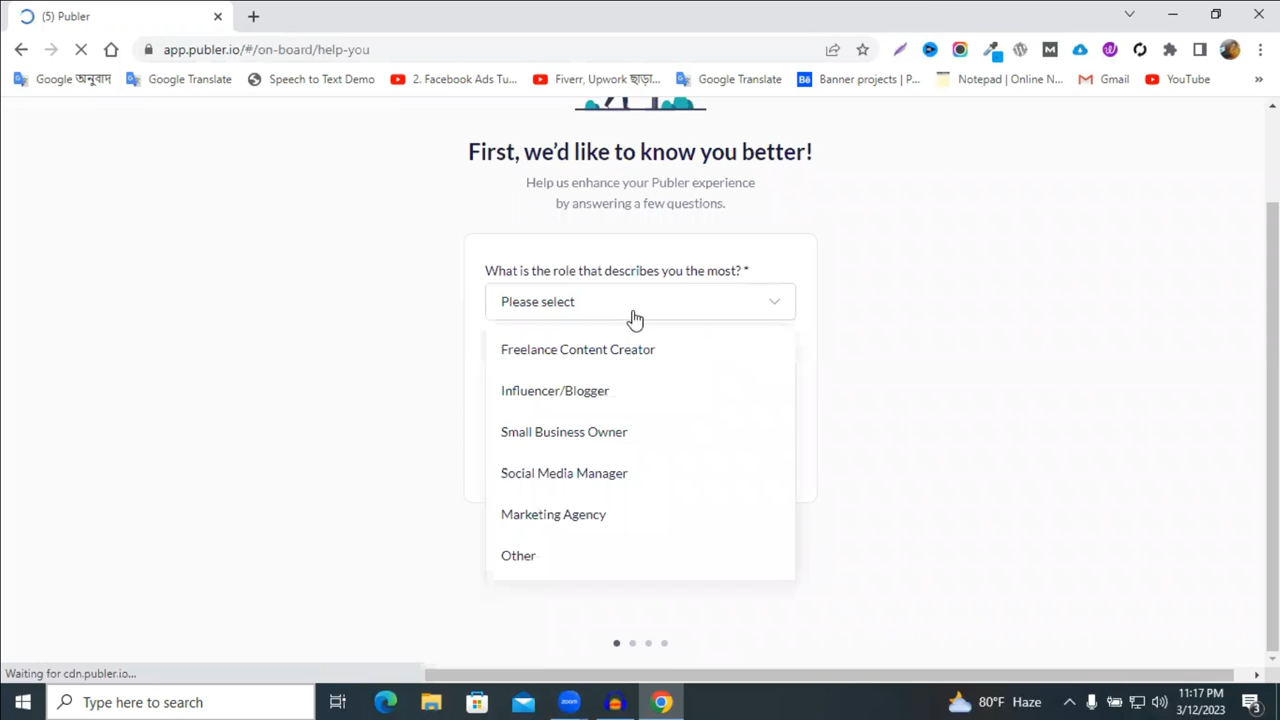 (5) Publer
app.publer.io/#/on-board/help-you
Google অনুবাদ
Google Translate
Speech to Text Demo
2. Facebook Ads Tu...
Fiverr, Upwork ছাড়া...
Google Translate
Banner projects | P...
Notepad | Online N...
Gmail
YouTube
First, we'd like to know you better!
Help us enhance your Publer experience
by answering a few questions.
What is the role that describes you the most? *
Please select
Freelance Content Creator
Influencer/Blogger
Small Business Owner
Social Media Manager
Marketing Agency
Other
Waiting for cdn.publer.io...
Type here to search
zoom
80°F Haze
11:17 PM
3/12/2023
3